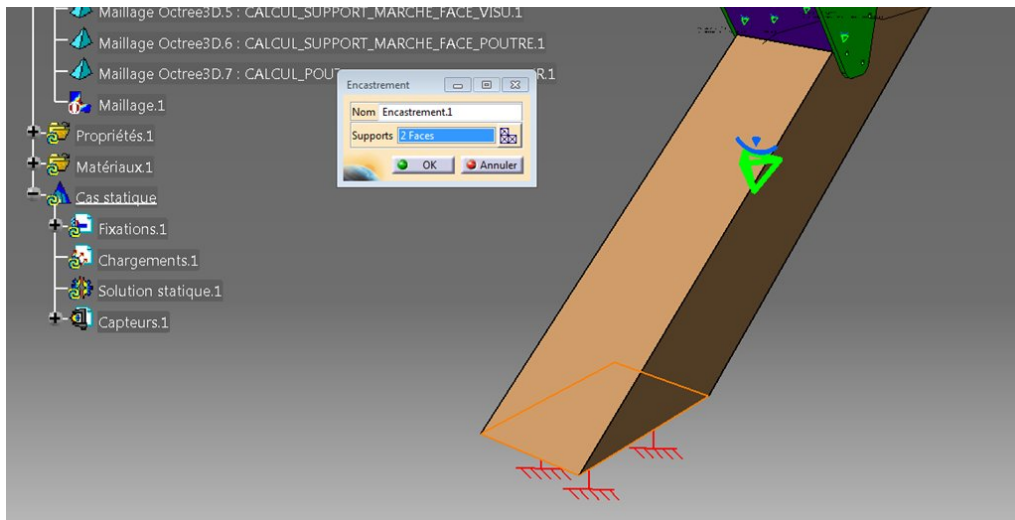 Maillage Octree3D.5 : CALCUL_SUPPORT_MARCHE_FACE_VISU.1
Maillage Octree3D.6 : CALCUL_SUPPORT_MARCHE_FACE_POUTRE.1
Maillage Octree3D.7 : CALCUL_POUT R.1
Maillage.1
Propriétés.1
Matériaux.1
Cas statique
Fixations.1
Chargements.1
Solution statique.1
Capteurs.1
Encastrement
Nom Encastrement.1
Supports 2 Faces
OK Annuler